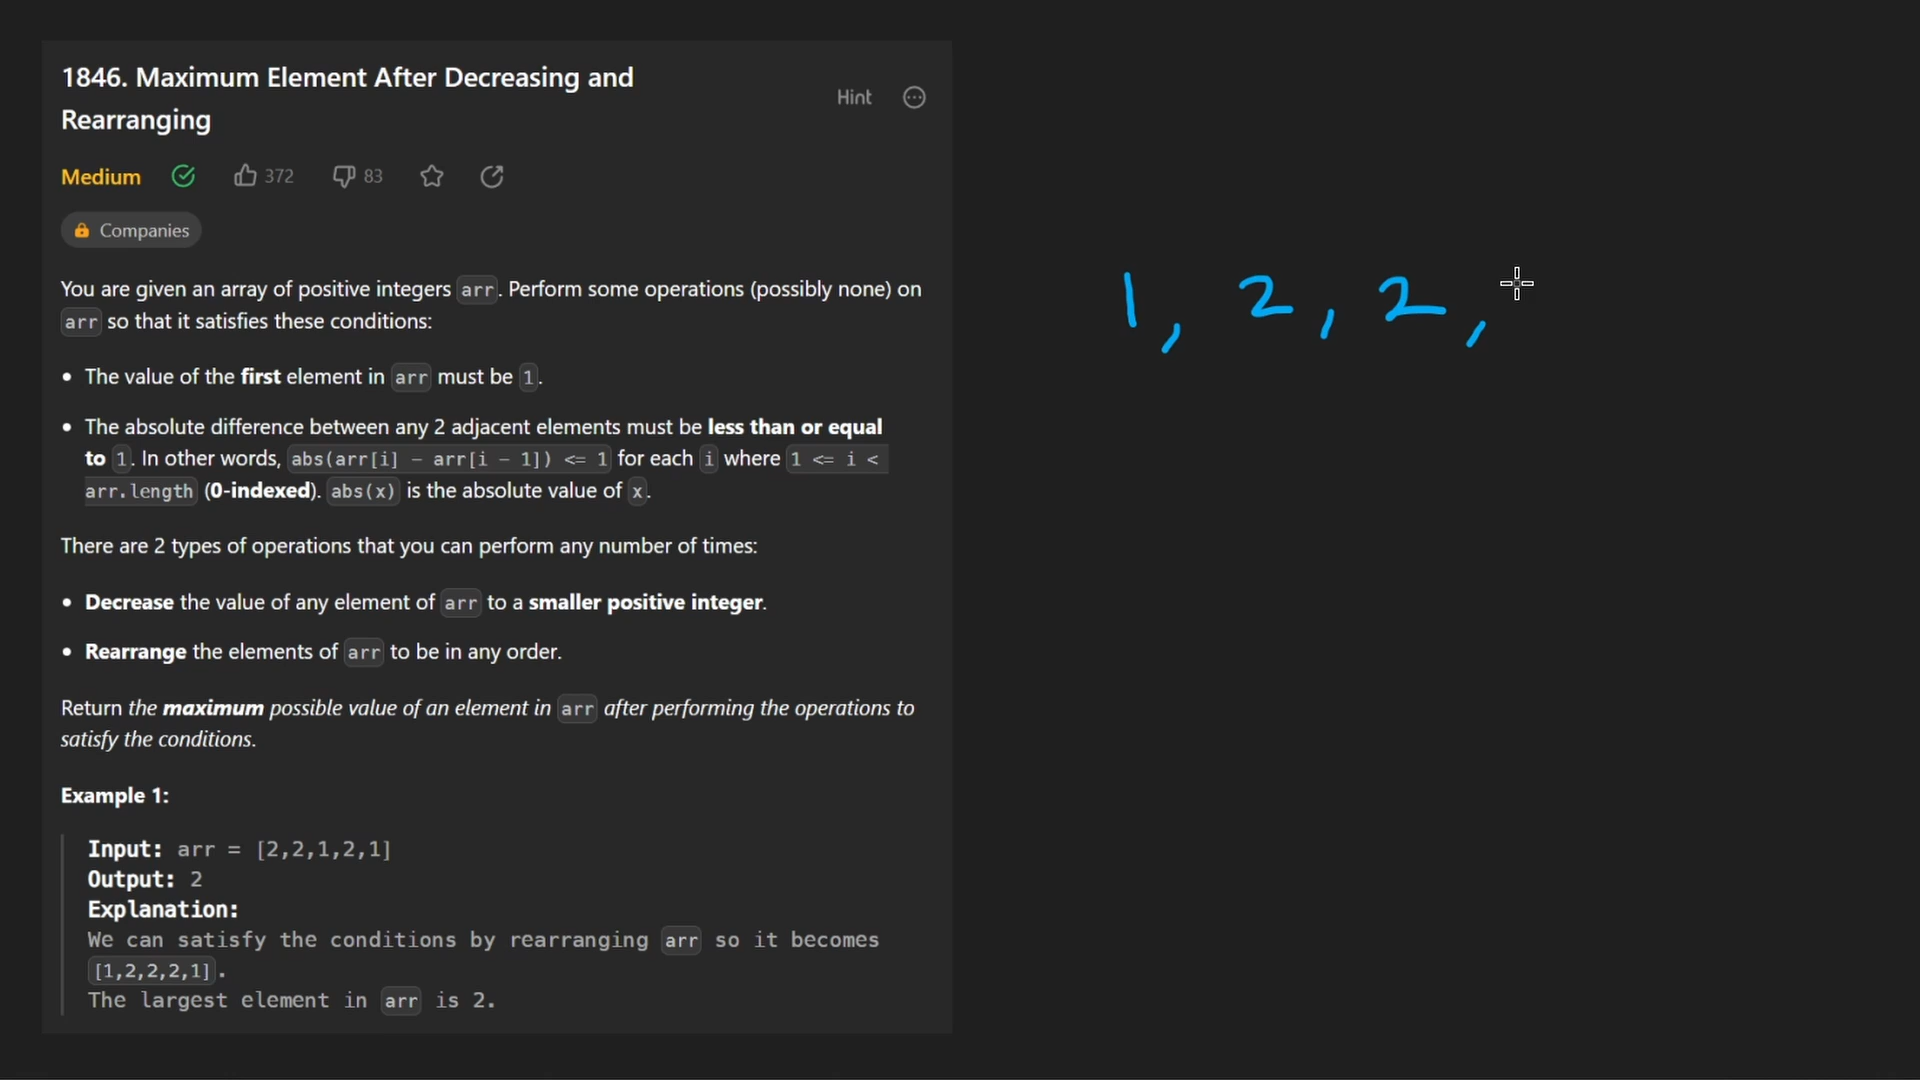 1846. Maximum Element After Decreasing and
Rearranging
Hint
Medium 372 83
Companies
You are given an array of positive integers arr. Perform some operations (possibly none) on
arr so that it satisfies these conditions:
• The value of the first element in arr must be 1.
• The absolute difference between any 2 adjacent elements must be less than or equal
to 1. In other words, abs(arr[i] - arr[i - 1]) <= 1 for each i where 1 <= i <
arr.length (0-indexed). abs(x) is the absolute value of x.
There are 2 types of operations that you can perform any number of times:
• Decrease the value of any element of arr to a smaller positive integer.
• Rearrange the elements of arr to be in any order.
Return the maximum possible value of an element in arr after performing the operations to
satisfy the conditions.
Example 1:
Input: arr = [2,2,1,2,1]
Output: 2
Explanation:
We can satisfy the conditions by rearranging arr so it becomes
[1,2,2,2,1].
The largest element in arr is 2.
1, 2, 2,